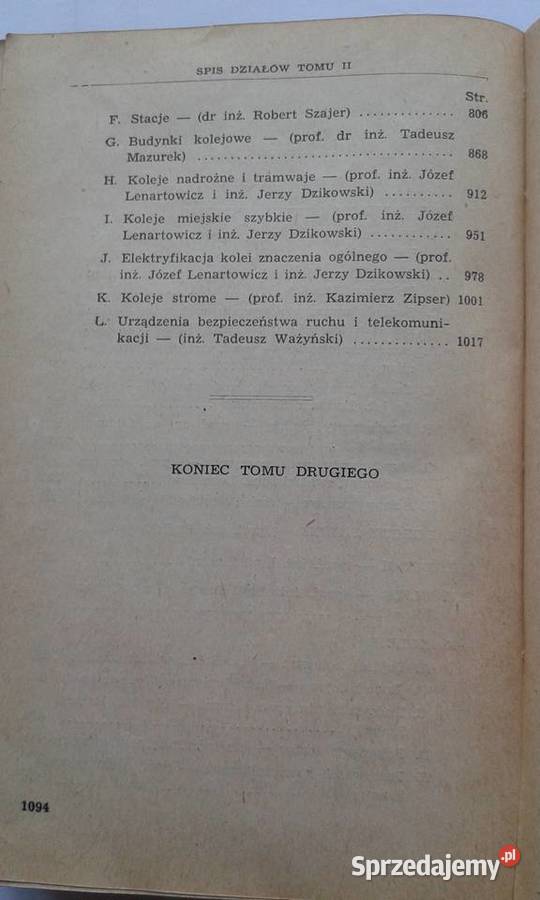 SPIS DZIAŁÓW TOMU II
Str.
F. Stacje — (dr inż. Robert Szajer) .............. 806
G. Budynki kolejowe — (prof. dr inż. Tadeusz
Mazurek) ..................................... 868
H. Koleje nadrożne i tramwaje — (prof. inż. Józef
Lenartowicz i inż. Jerzy Dzikowski) .......... 912
I. Koleje miejskie szybkie — (prof. inż. Józef
Lenartowicz i inż. Jerzy Dzikowski) ............ 951
J. Elektryfikacja kolei znaczenia ogólnego — (prof.
inż. Józef Lenartowicz i inż. Jerzy Dzikowski) .. 978
K. Koleje strome — (prof. inż. Kazimierz Zipser) 1001
Ł. Urządzenia bezpieczeństwa ruchu i telekomuni-
kacji — (inż. Tadeusz Ważyński) .............. 1017
KONIEC TOMU DRUGIEGO
1094
Sprzedajemy.pl